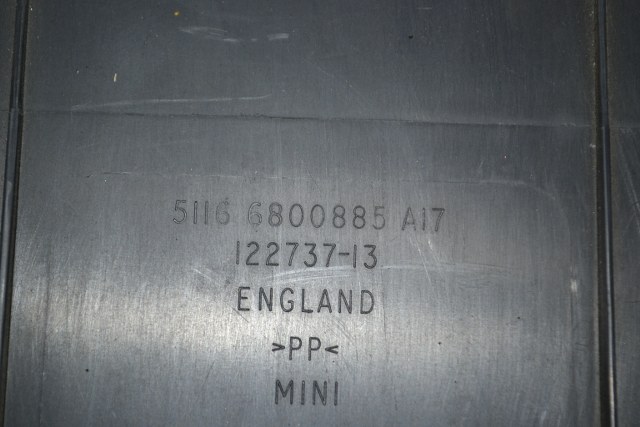 5116 6800885 A17
122737-13
ENGLAND
>PP<
MINI